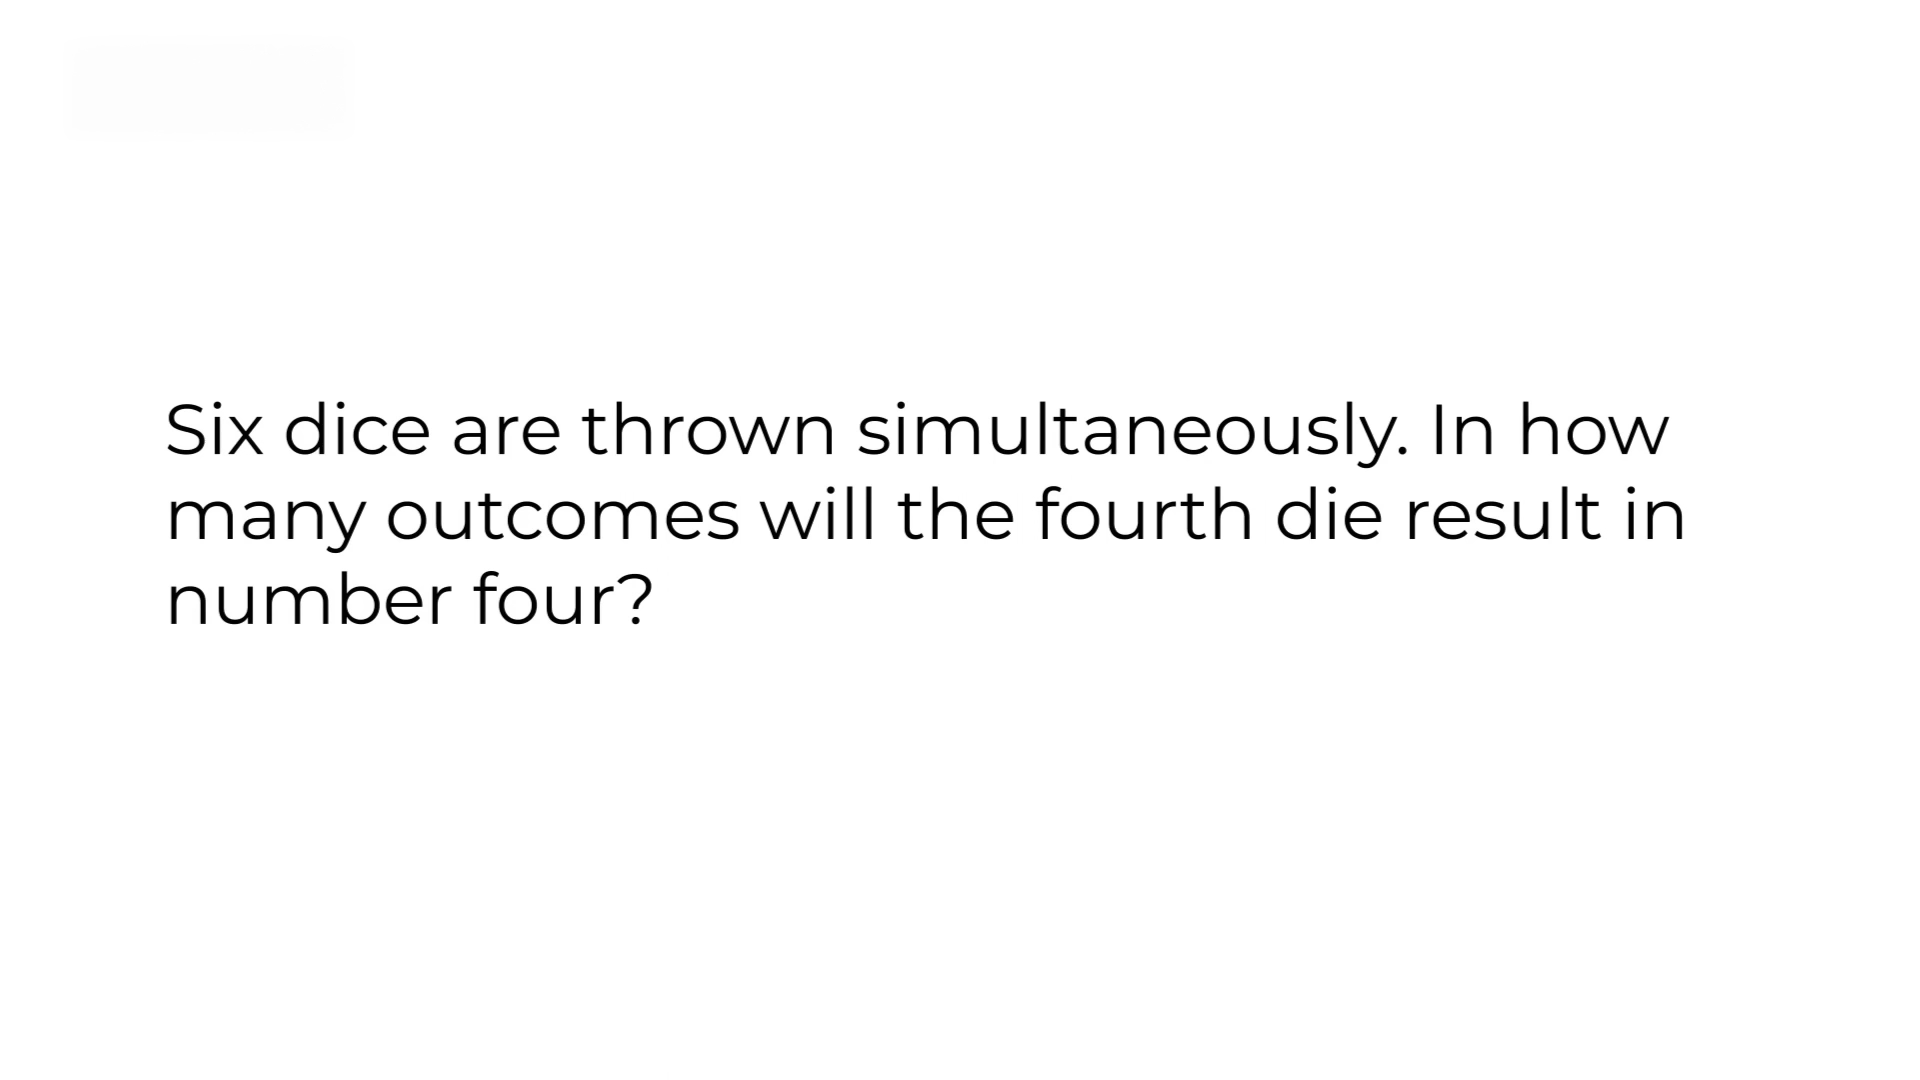 Six dice are thrown simultaneously. In how
many outcomes will the fourth die result in
number four?